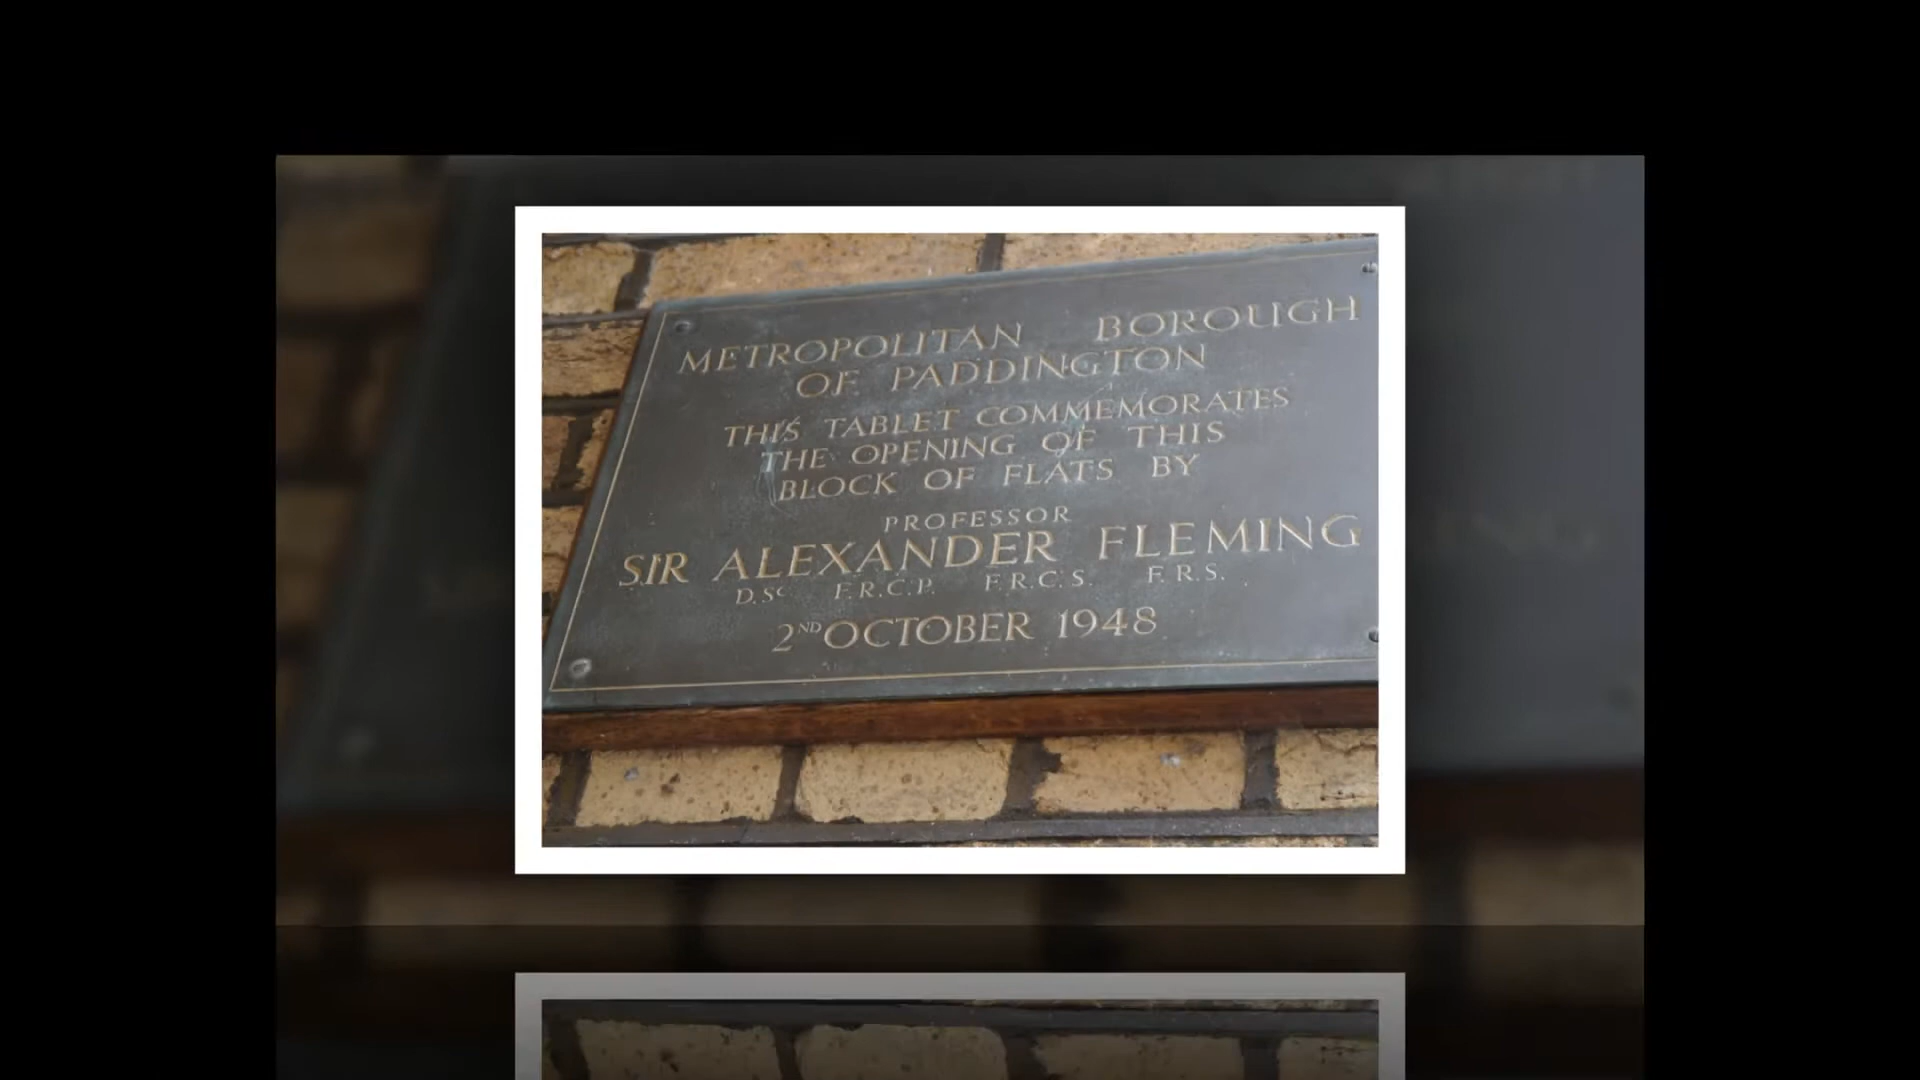 METROPOLITAN BOROUGH
OF PADDINGTON
THIS TABLET COMMEMORATES
THE OPENING OF THIS
BLOCK OF FLATS BY
PROFESSOR
SIR ALEXANDER FLEMING
D.Sc F.R.C.P. F.R.C.S. F.R.S.
2ND OCTOBER 1948